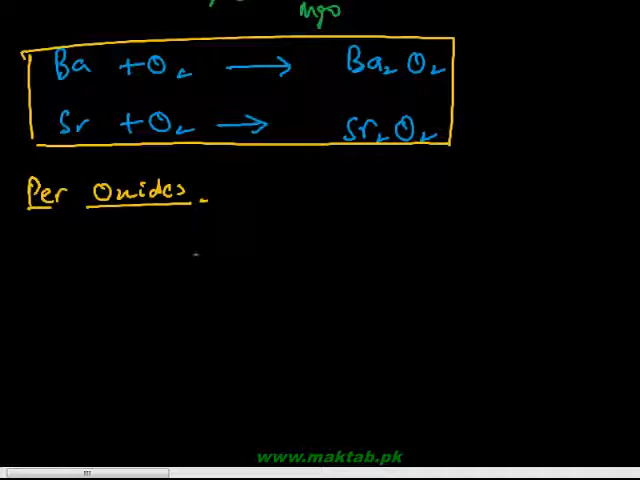 Mgo
Ba + O₂ ⟶ Ba₂O₂
Sr + O₂ ⟶ Sr₂O₂
Per Oxides.
www.maktab.pk